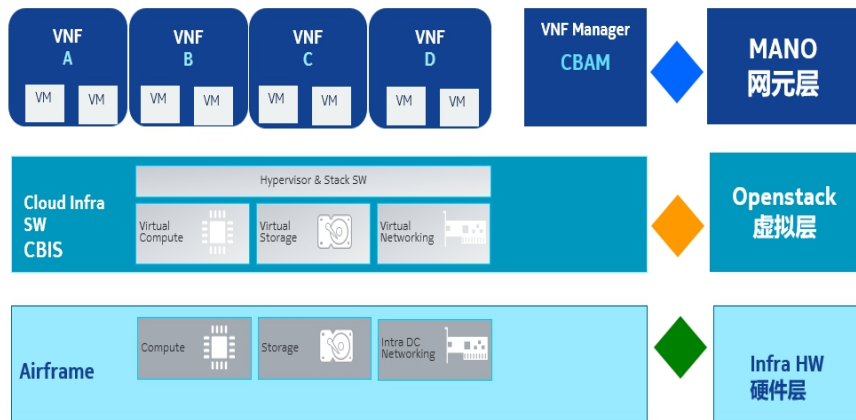 VNF
A
VM
VM
VNF
B
VM
VM
VNF
C
VM
VM
VNF
D
VM
VM
VNF Manager
CBAM
MANO
网元层
Cloud Infra
SW
CBIS
Hypervisor & Stack SW
Virtual
Compute
Virtual
Storage
Virtual
Networking
Openstack
虚拟层
Airframe
Compute
Storage
Intra DC
Networking
Infra HW
硬件层